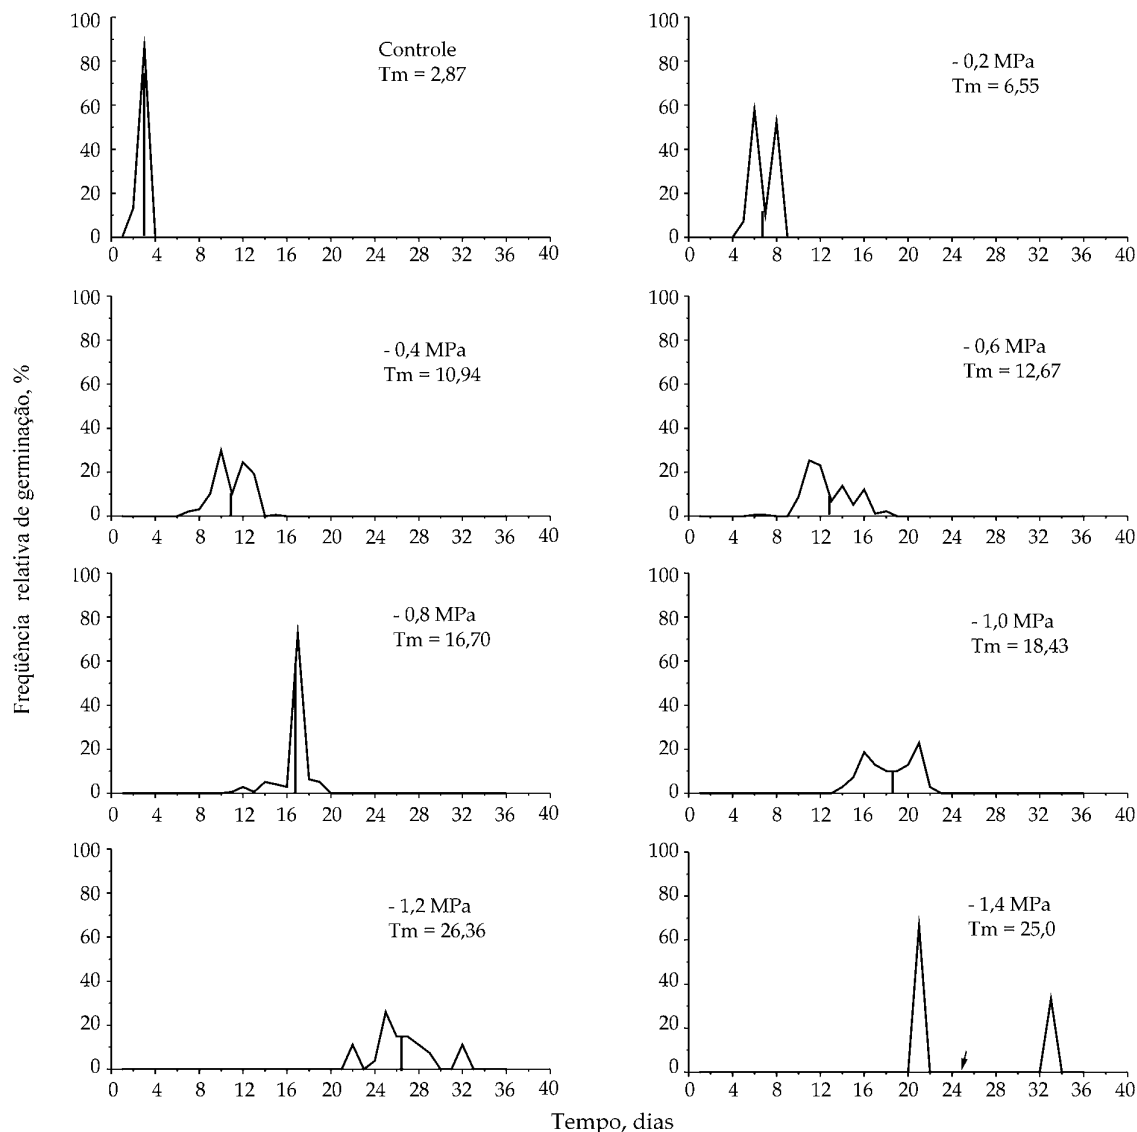 100
80
60
40
20
0
0 4 8 12 16 20 24 28 32 36 40
Controle
Tm = 2,87
100
80
60
40
20
0
0 4 8 12 16 20 24 28 32 36 40
- 0,2 MPa
Tm = 6,55
100
80
60
40
20
0
0 4 8 12 16 20 24 28 32 36 40
- 0,4 MPa
Tm = 10,94
100
80
60
40
20
0
0 4 8 12 16 20 24 28 32 36 40
- 0,6 MPa
Tm = 12,67
Freqüência relativa de germinação, %
100
80
60
40
20
0
0 4 8 12 16 20 24 28 32 36 40
- 0,8 MPa
Tm = 16,70
100
80
60
40
20
0
0 4 8 12 16 20 24 28 32 36 40
- 1,0 MPa
Tm = 18,43
100
80
60
40
20
0
0 4 8 12 16 20 24 28 32 36 40
- 1,2 MPa
Tm = 26,36
100
80
60
40
20
0
0 4 8 12 16 20 24 28 32 36 40
- 1,4 MPa
Tm = 25,0
Tempo, dias